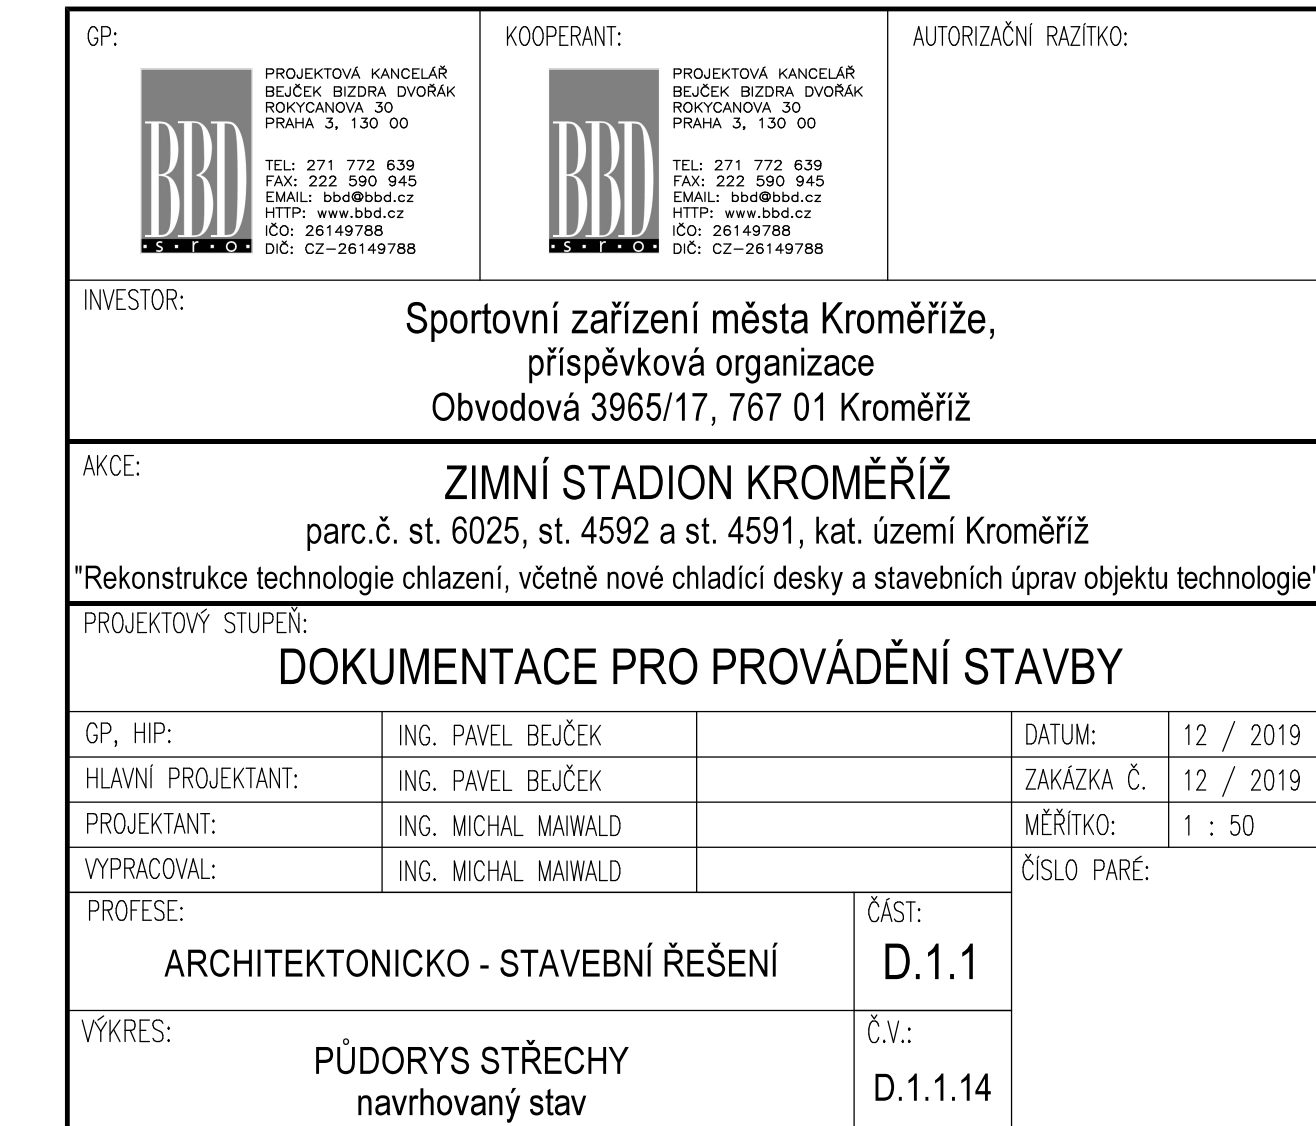 GP:
BBD
s.r.o.
PROJEKTOVÁ KANCELÁŘ
BEJČEK BIZDRA DVOŘÁK
ROKYCANOVA 30
PRAHA 3, 130 00
TEL: 271 772 639
FAX: 222 590 945
EMAIL: bbd@bbd.cz
HTTP: www.bbd.cz
IČO: 26149788
DIČ: CZ-26149788
KOOPERANT:
BBD
s.r.o.
PROJEKTOVÁ KANCELÁŘ
BEJČEK BIZDRA DVOŘÁK
ROKYCANOVA 30
PRAHA 3, 130 00
TEL: 271 772 639
FAX: 222 590 945
EMAIL: bbd@bbd.cz
HTTP: www.bbd.cz
IČO: 26149788
DIČ: CZ-26149788
AUTORIZAČNÍ RAZÍTKO:
INVESTOR:
Sportovní zařízení města Kroměříže,
příspěvková organizace
Obvodová 3965/17, 767 01 Kroměříž
AKCE:
ZIMNÍ STADION KROMĚŘÍŽ
parc.č. st. 6025, st. 4592 a st. 4591, kat. území Kroměříž
"Rekonstrukce technologie chlazení, včetně nové chladící desky a stavebních úprav objektu technologie"
PROJEKTOVÝ STUPEŇ:
DOKUMENTACE PRO PROVÁDĚNÍ STAVBY
GP, HIP: ING. PAVEL BEJČEK DATUM: 12 / 2019
HLAVNÍ PROJEKTANT: ING. PAVEL BEJČEK ZAKÁZKA Č. 12 / 2019
PROJEKTANT: ING. MICHAL MAIWALD MĚŘÍTKO: 1 : 50
VYPRACOVAL: ING. MICHAL MAIWALD ČÍSLO PARÉ:
PROFESE: ČÁST:
ARCHITEKTONICKO - STAVEBNÍ ŘEŠENÍ D.1.1
VÝKRES: Č.V.:
PŮDORYS STŘECHY
navrhovaný stav D.1.1.14